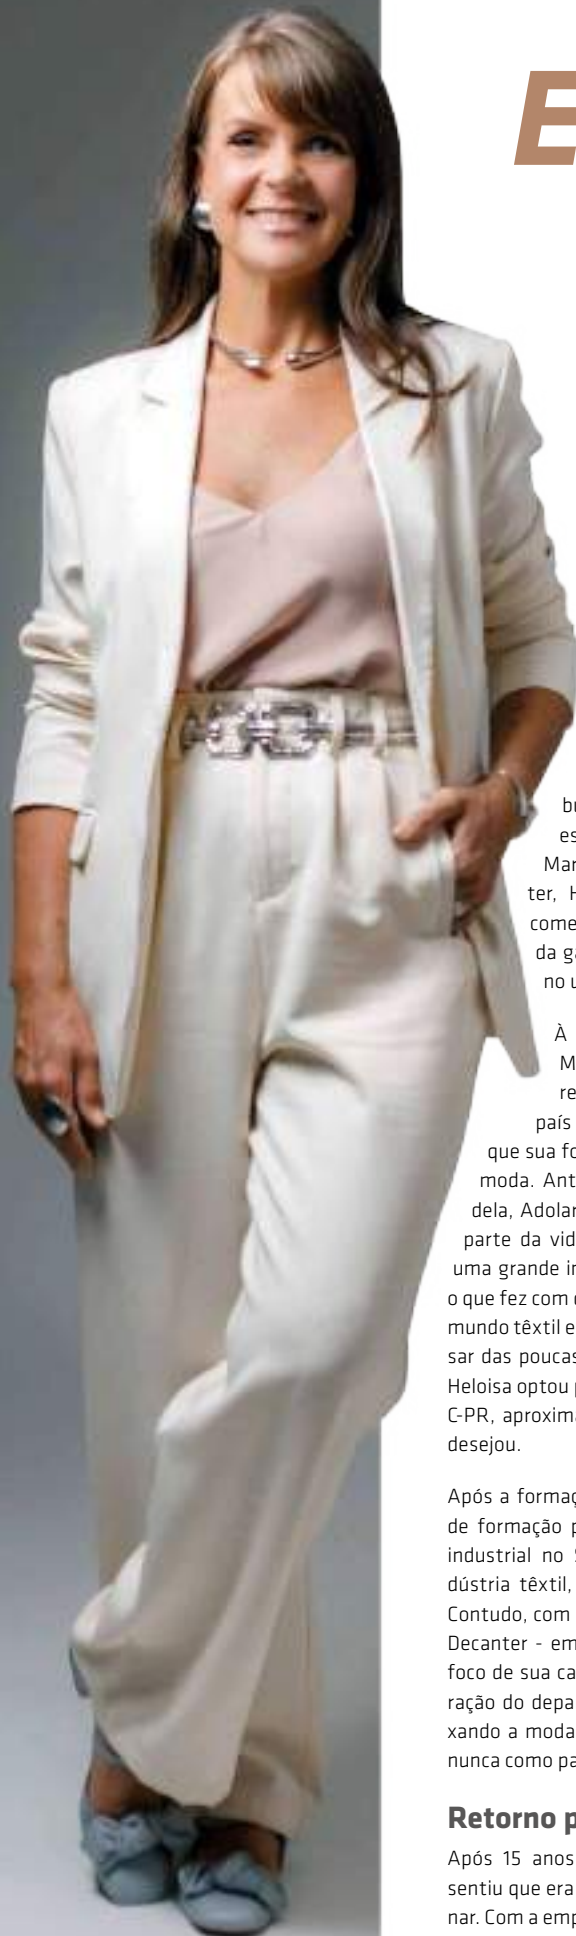 E
Mar
ter, H
come
da ga
no u
À
M
re
país
que sua fo
moda. Ant
dela, Adolar
parte da vid
uma grande in
o que fez com
mundo têxtil e
sar das poucas
Heloisa optou
C-PR, aproxima
desejou.
Após a formaç
de formação p
industrial no
dústria têxtil,
Contudo, com
Decanter - em
foco de sua ca
ração do depa
xando a moda
nunca como pa
Retorno p
Após 15 anos
sentiu que era
nar. Com a emp